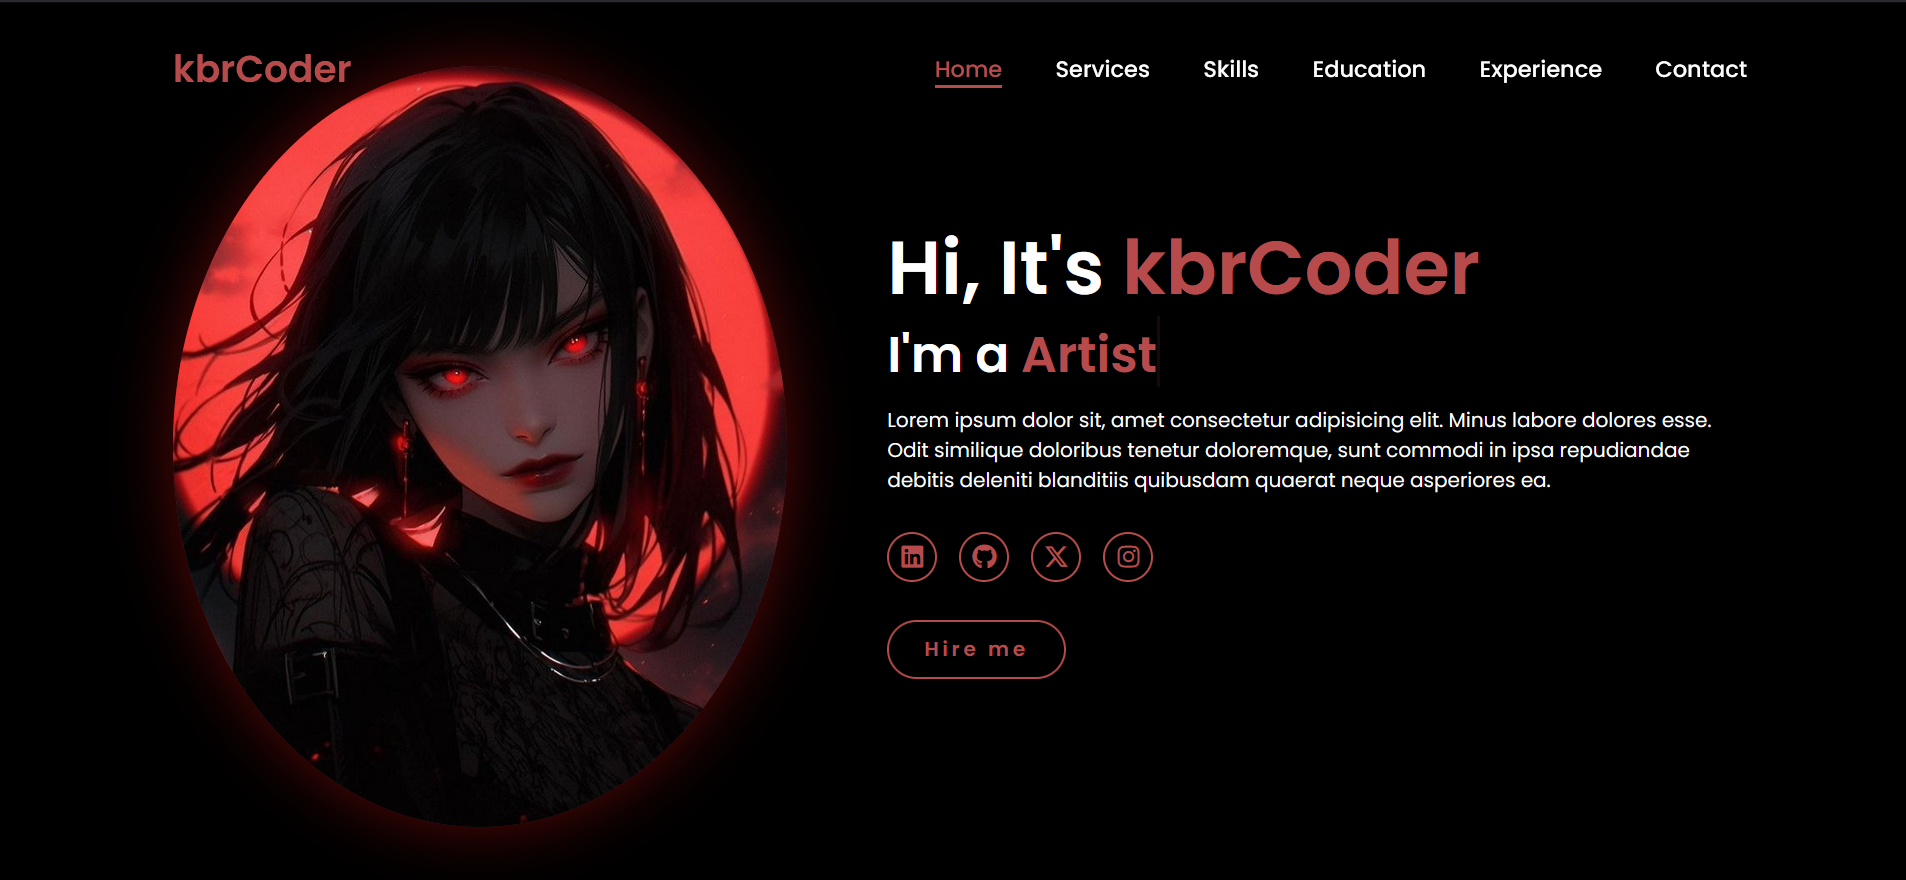 kbrCoder
Home Services Skills Education Experience Contact
Hi, It's kbrCoder
I'm a Artist
Lorem ipsum dolor sit, amet consectetur adipisicing elit. Minus labore dolores esse.
Odit similique doloribus tenetur doloremque, sunt commodi in ipsa repudiandae
debitis deleniti blanditiis quibusdam quaerat neque asperiores ea.
Hire me